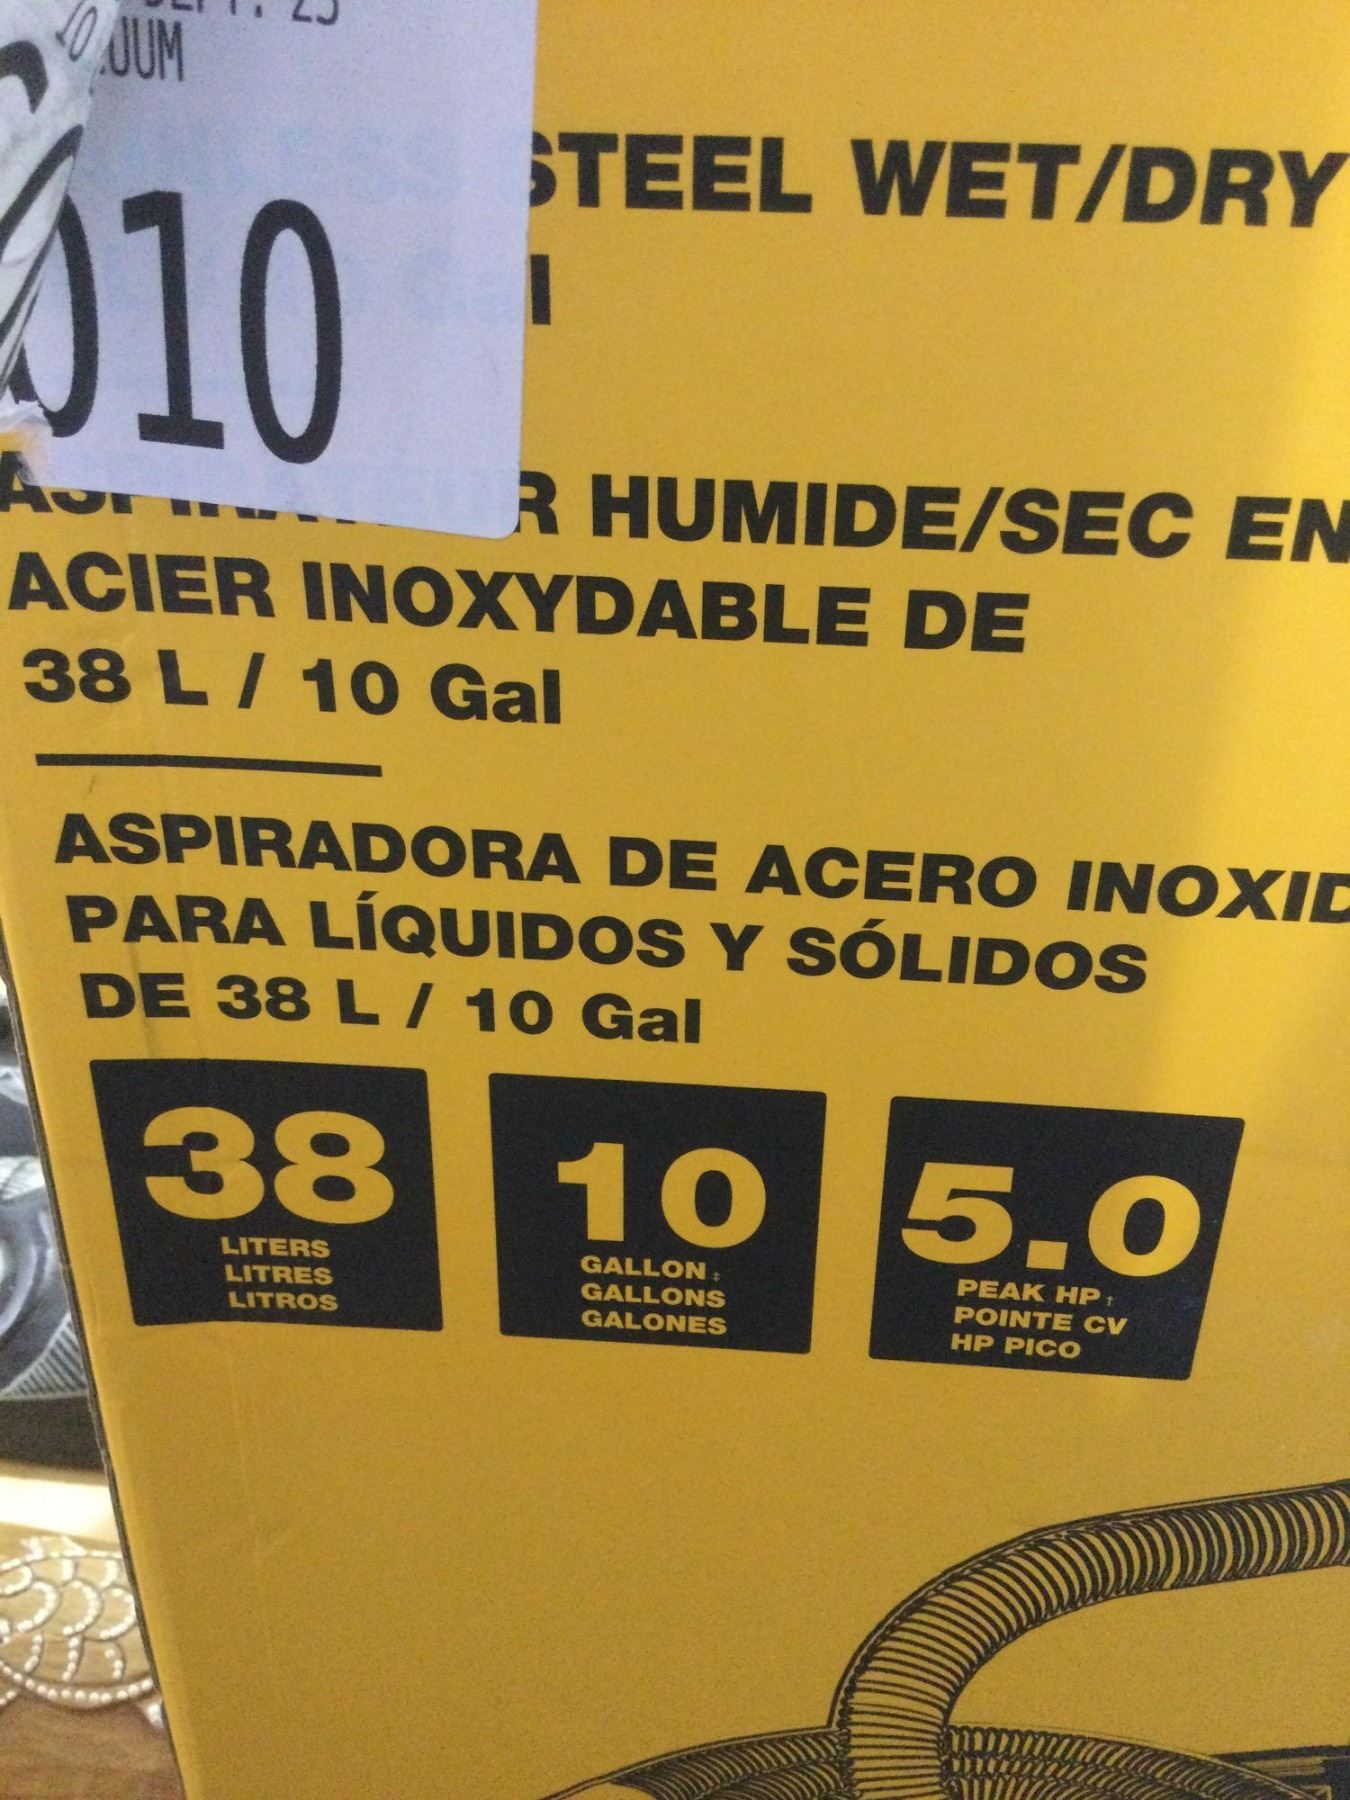 SEPT. 23
010
STEEL WET/DRY
HUMIDE/SEC EN
ACIER INOXYDABLE DE
38 L / 10 Gal
ASPIRADORA DE ACERO INOXID
PARA LÍQUIDOS Y SÓLIDOS
DE 38 L / 10 Gal
38
LITERS
LITRES
LITROS
10
GALLON‡
GALLONS
GALONES
5.0
PEAK HP†
POINTE CV
HP PICO